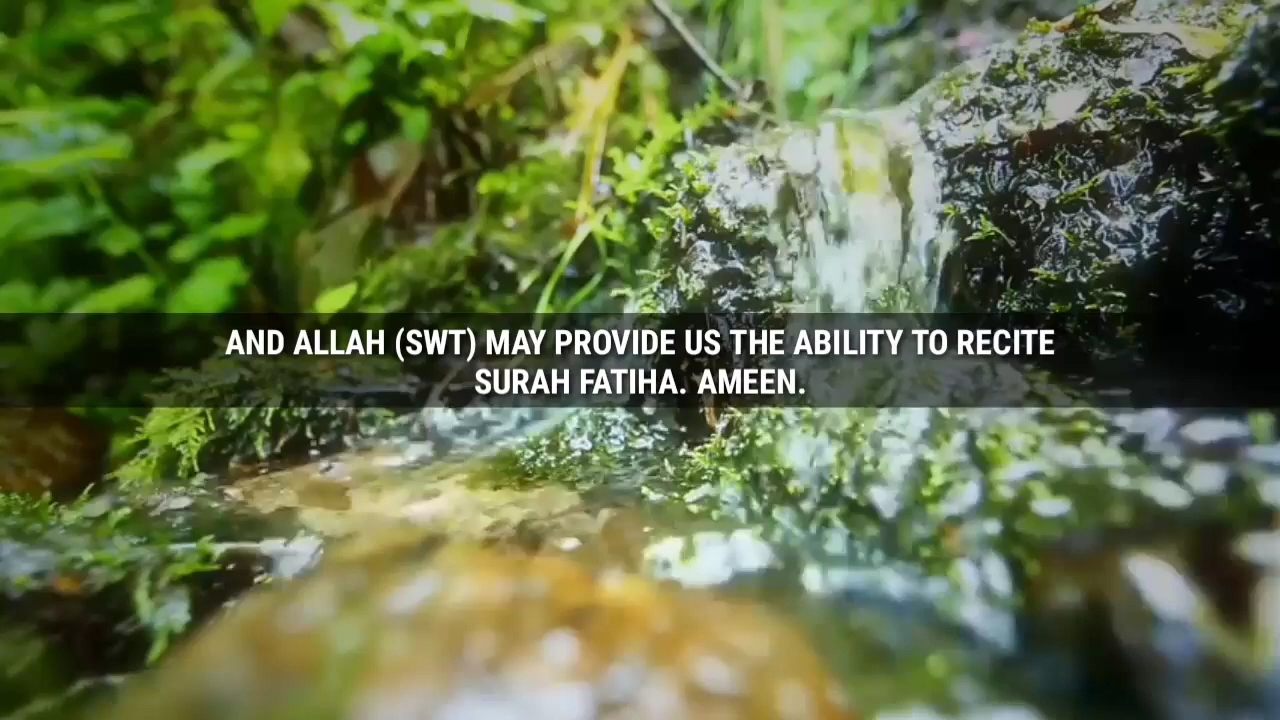 AND ALLAH (SWT) MAY PROVIDE US THE ABILITY TO RECITE
SURAH FATIHA. AMEEN.